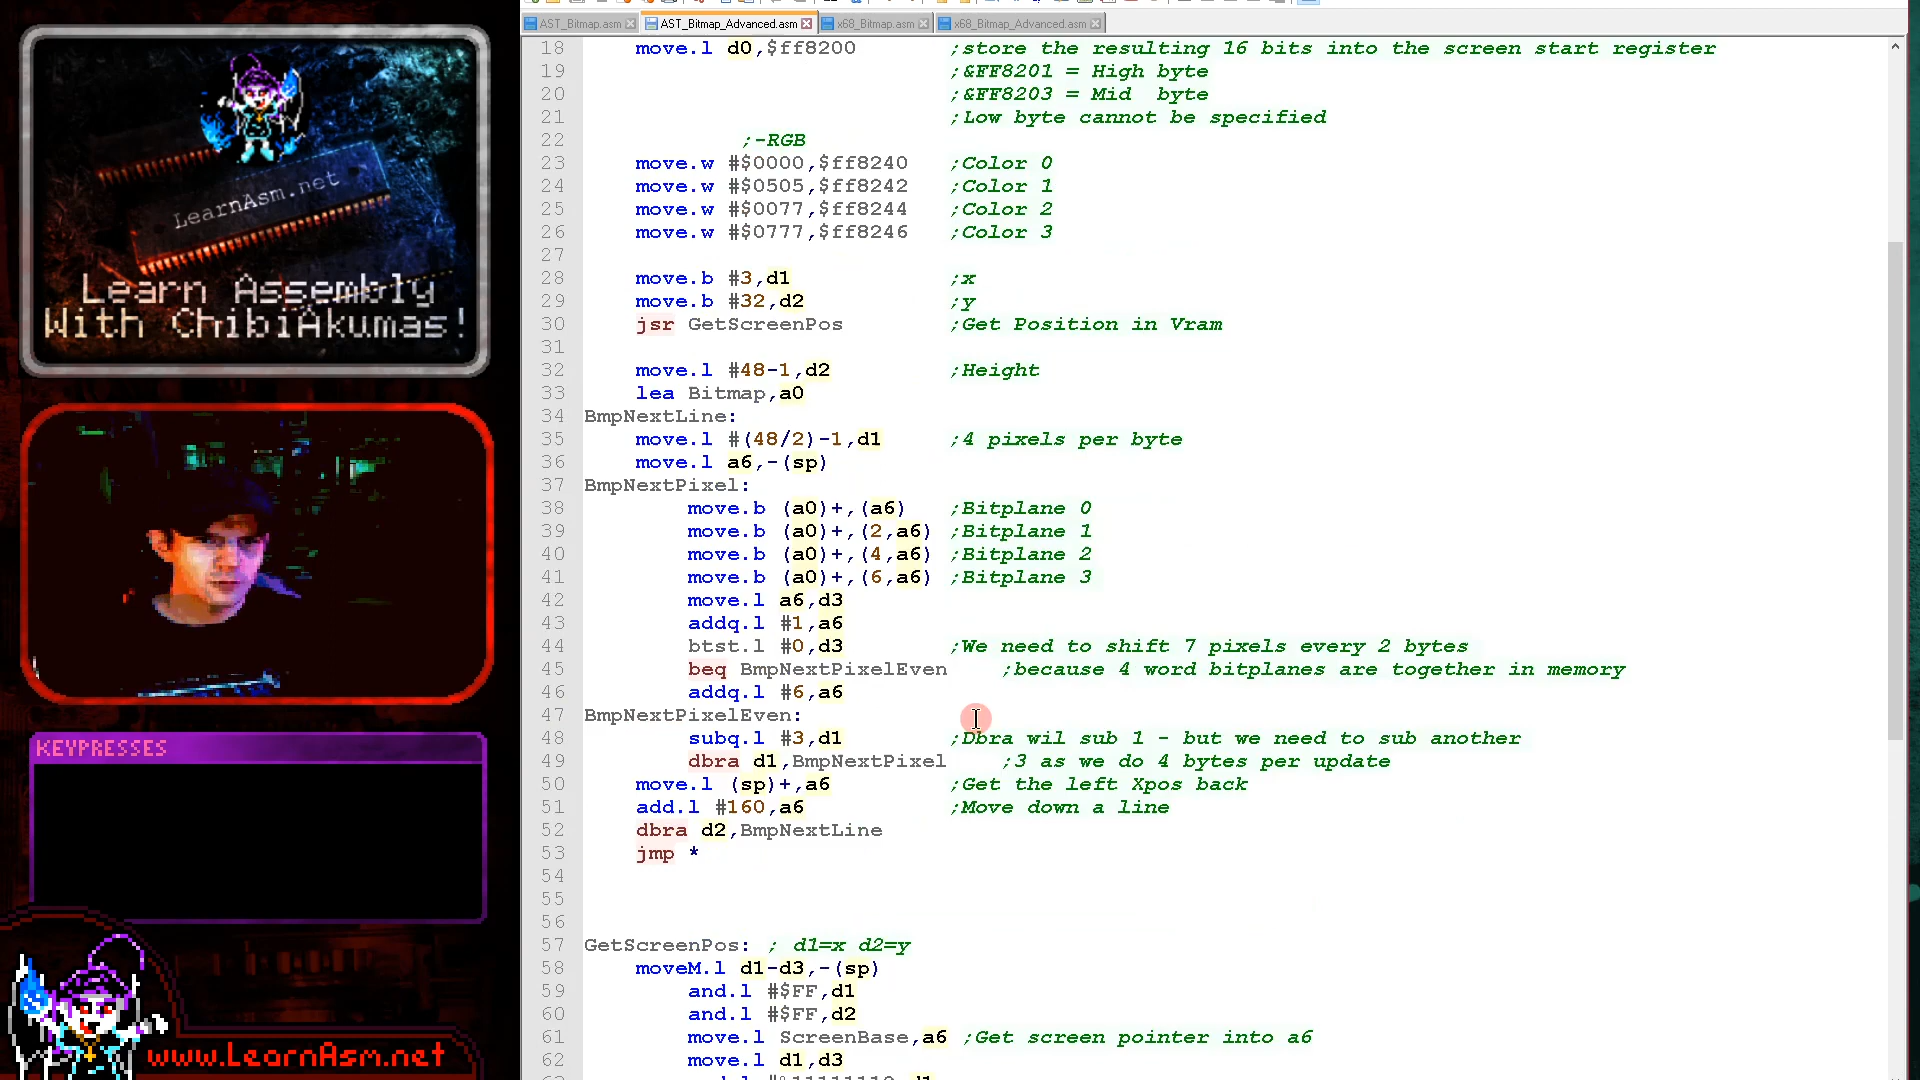 LearnAsm.net
Learn Assembly
With ChibiAkumas!
KEYPRESSES
www.LearnAsm.net
AST_Bitmap.asm
AST_Bitmap_Advanced.asm
x68_Bitmap.asm
x68_Bitmap_Advanced.asm
18 move.l d0,$ff8200 ;store the resulting 16 bits into the screen start register
19 ;&FF8201 = High byte
20 ;&FF8203 = Mid  byte
21 ;Low byte cannot be specified
22 ;-RGB
23 move.w #$0000,$ff8240 ;Color 0
24 move.w #$0505,$ff8242 ;Color 1
25 move.w #$0077,$ff8244 ;Color 2
26 move.w #$0777,$ff8246 ;Color 3
27
28 move.b #3,d1 ;x
29 move.b #32,d2 ;y
30 jsr GetScreenPos ;Get Position in Vram
31
32 move.l #48-1,d2 ;Height
33 lea Bitmap,a0
34 BmpNextLine:
35 move.l #(48/2)-1,d1 ;4 pixels per byte
36 move.l a6,-(sp)
37 BmpNextPixel:
38 move.b (a0)+,(a6) ;Bitplane 0
39 move.b (a0)+,(2,a6) ;Bitplane 1
40 move.b (a0)+,(4,a6) ;Bitplane 2
41 move.b (a0)+,(6,a6) ;Bitplane 3
42 move.l a6,d3
43 addq.l #1,a6
44 btst.l #0,d3 ;We need to shift 7 pixels every 2 bytes
45 beq BmpNextPixelEven ;because 4 word bitplanes are together in memory
46 addq.l #6,a6
47 BmpNextPixelEven:
48 subq.l #3,d1 ;Dbra wil sub 1 - but we need to sub another
49 dbra d1,BmpNextPixel ;3 as we do 4 bytes per update
50 move.l (sp)+,a6 ;Get the left Xpos back
51 add.l #160,a6 ;Move down a line
52 dbra d2,BmpNextLine
53 jmp *
54
55
56
57 GetScreenPos: ; d1=x d2=y
58 moveM.l d1-d3,-(sp)
59 and.l #$FF,d1
60 and.l #$FF,d2
61 move.l ScreenBase,a6 ;Get screen pointer into a6
62 move.l d1,d3